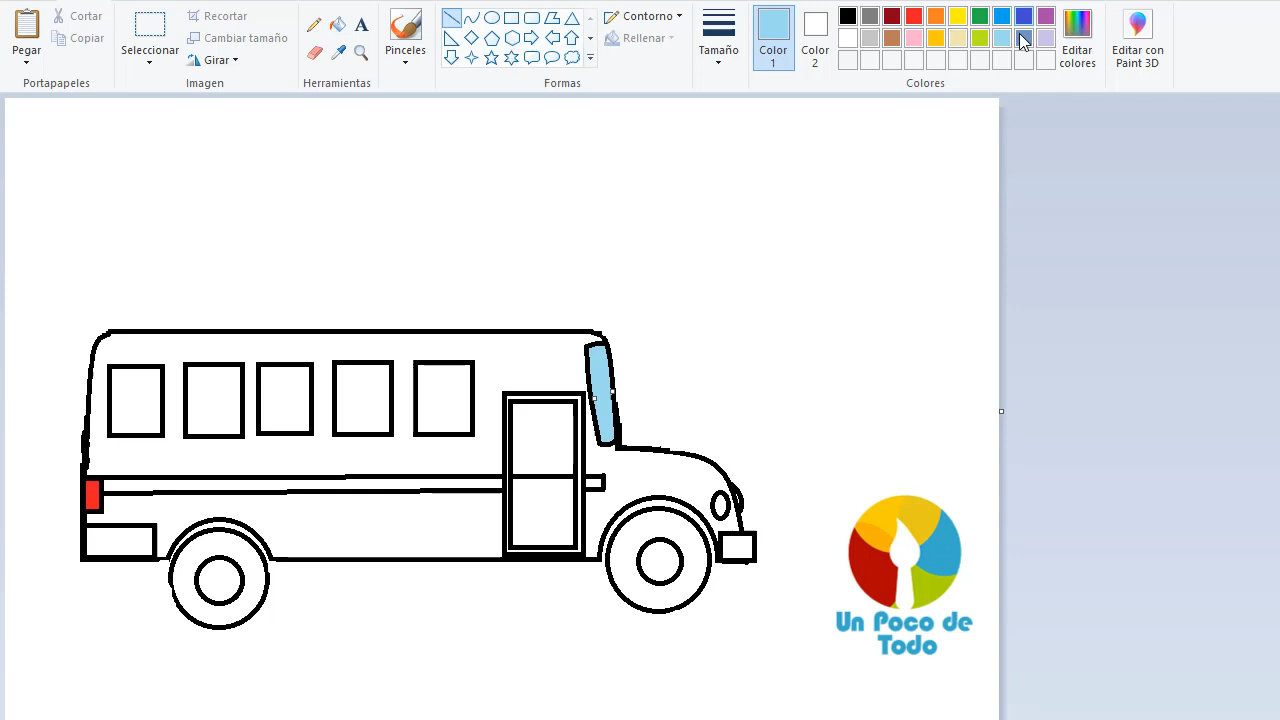 Pegar
Cortar
Copiar
Portapapeles
Seleccionar
Recortar
Cambiar tamaño
Girar
Imagen
A
Herramientas
Pinceles
Contorno
Rellenar
Formas
Tamaño
Color
1
Color
2
Editar
colores
Colores
Editar con
Paint 3D
Un Poco de
Todo